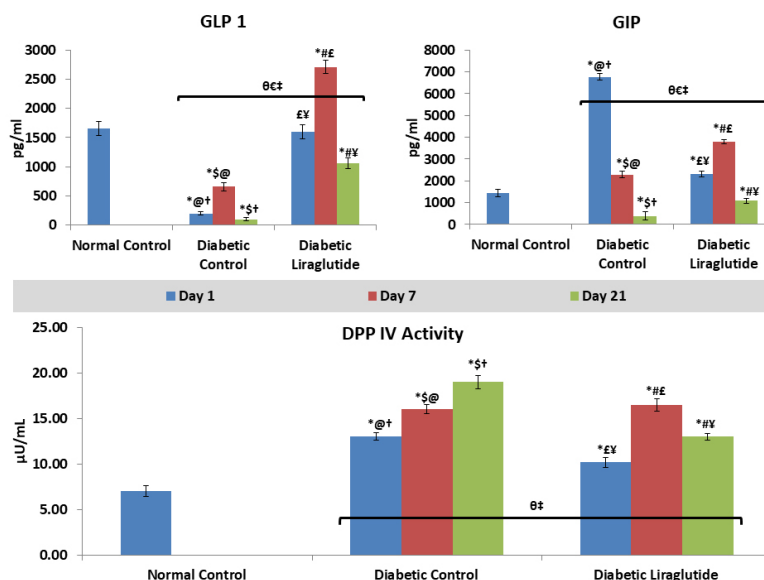 GLP 1
pg/ml
3000
2500
2000
1500
1000
500
0
*@†
*$@
*$†
£¥
*#£
*#¥
θ€‡
Normal Control
Diabetic
Control
Diabetic
Liraglutide
GIP
pg/ml
8000
7000
6000
5000
4000
3000
2000
1000
0
*@†
*$@
*$†
*£¥
*#£
*#¥
θ€‡
Normal Control
Diabetic
Control
Diabetic
Liraglutide
Day 1 Day 7 Day 21
DPP IV Activity
µU/mL
25.00
20.00
15.00
10.00
5.00
0.00
*@†
*$@
*$†
*£¥
*#£
*#¥
θ‡
Normal Control Diabetic Control Diabetic Liraglutide